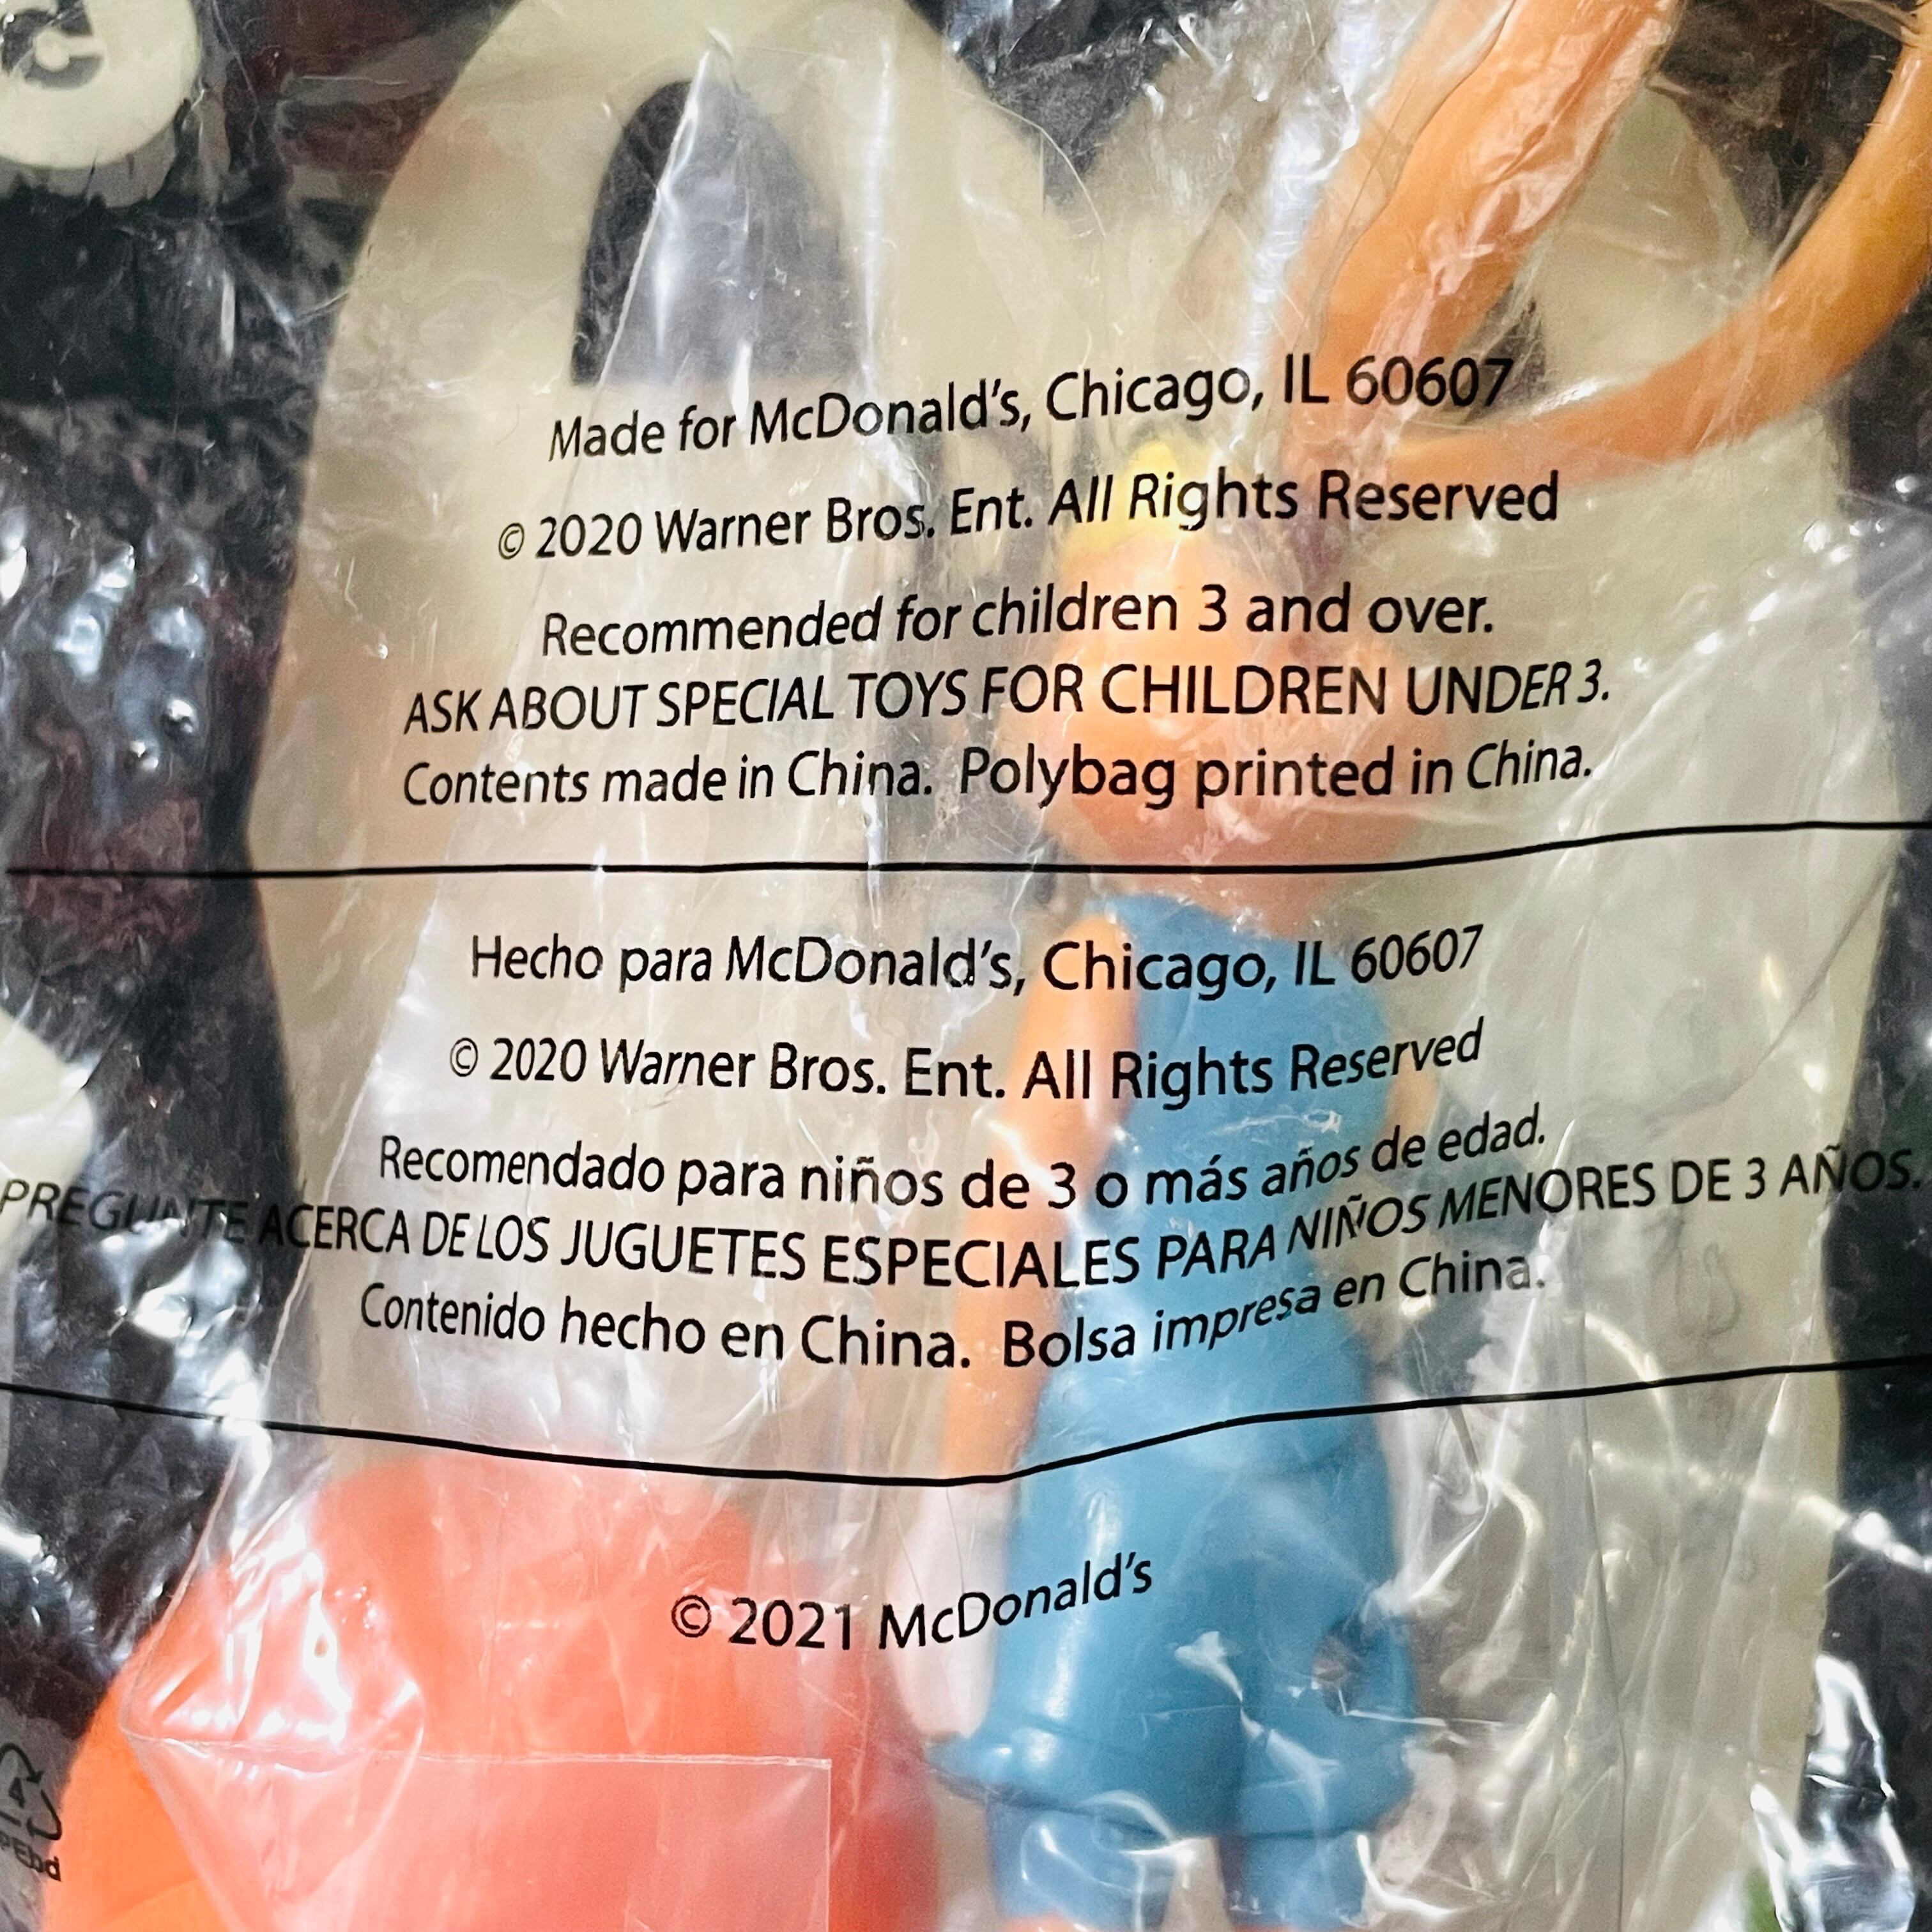 Made for McDonald's, Chicago, IL 60607
© 2020 Warner Bros. Ent. All Rights Reserved
Recommended for children 3 and over.
ASK ABOUT SPECIAL TOYS FOR CHILDREN UNDER 3.
Contents made in China. Polybag printed in China.
Hecho para McDonald's, Chicago, IL 60607
© 2020 Warner Bros. Ent. All Rights Reserved
Recomendado para niños de 3 o más años de edad.
PREGUNTE ACERCA DE LOS JUGUETES ESPECIALES PARA NIÑOS MENORES DE 3 AÑOS.
Contenido hecho en China. Bolsa impresa en China.
© 2021 McDonald's
4